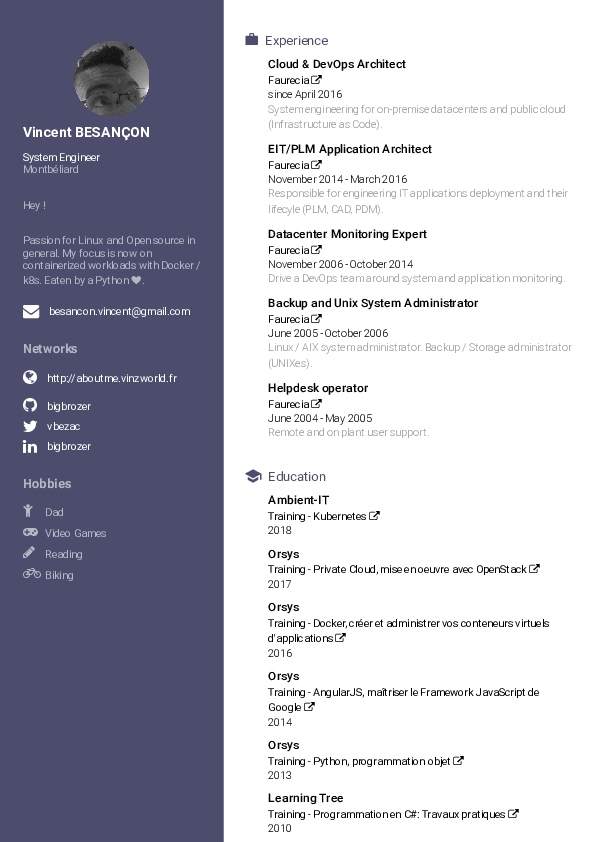 Vincent BESANÇON
System Engineer
Montbéliard
Hey !
Passion for Linux and Opensource in
general. My focus is now on
containerized workloads with Docker /
k8s. Eaten by a Python ♥.
besancon.vincent@gmail.com
Networks
http://aboutme.vinzworld.fr
bigbrozer
vbezac
bigbrozer
Hobbies
Dad
Video Games
Reading
Biking
Experience
Cloud & DevOps Architect
Faurecia
since April 2016
System engineering for on-premise datacenters and public cloud
(Infrastructure as Code).
EIT/PLM Application Architect
Faurecia
November 2014 - March 2016
Responsible for engineering IT applications deployment and their
lifecyle (PLM, CAD, PDM).
Datacenter Monitoring Expert
Faurecia
November 2006 - October 2014
Drive a DevOps team around system and application monitoring.
Backup and Unix System Administrator
Faurecia
June 2005 - October 2006
Linux / AIX system administrator. Backup / Storage administrator
(UNIXes).
Helpdesk operator
Faurecia
June 2004 - May 2005
Remote and on plant user support.
Education
Ambient-IT
Training - Kubernetes
2018
Orsys
Training - Private Cloud, mise en oeuvre avec OpenStack
2017
Orsys
Training - Docker, créer et administrer vos conteneurs virtuels
d'applications
2016
Orsys
Training - AngularJS, maîtriser le Framework JavaScript de
Google
2014
Orsys
Training - Python, programmation objet
2013
Learning Tree
Training - Programmation en C#: Travaux pratiques
2010